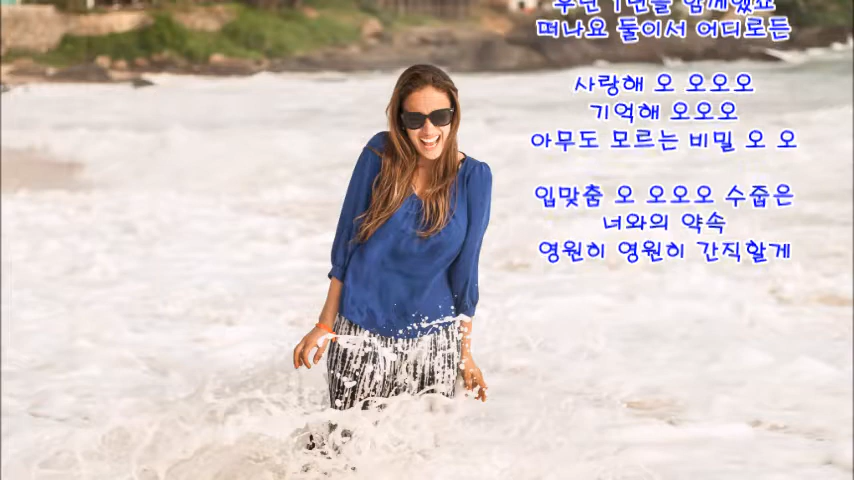 떠나요 둘이서 어디로든
사랑해 오 오오오
기억해 오오오
아무도 모르는 비밀 오 오
입맞춤 오 오오오 수줍은
너와의 약속
영원히 영원히 간직할게